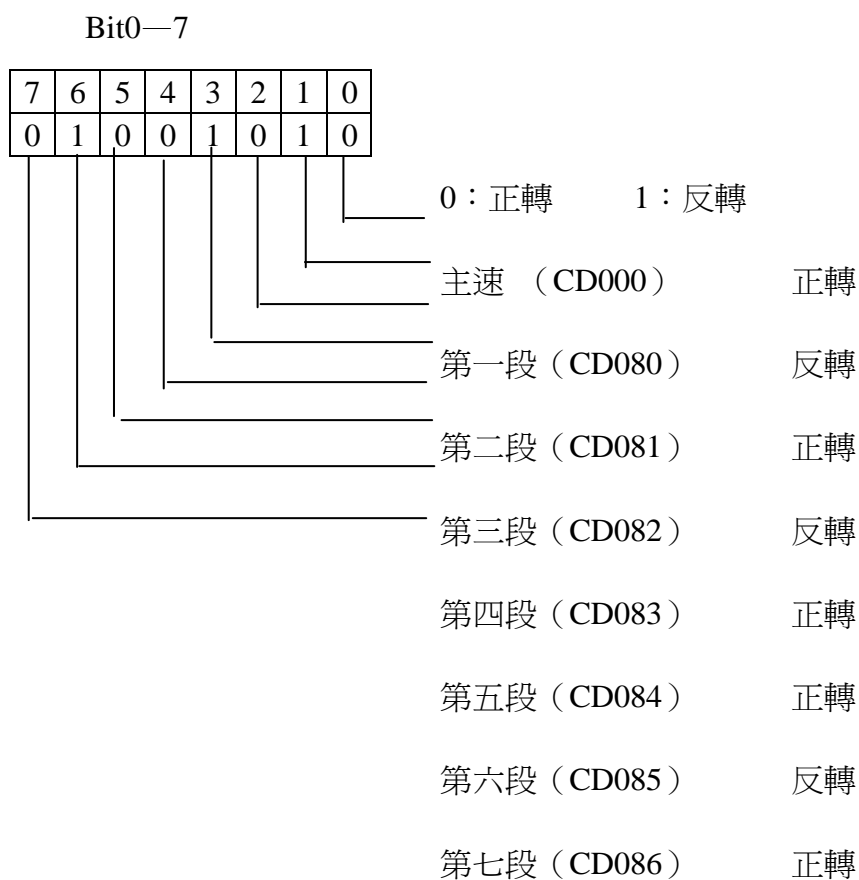 Bit0—7
7 6 5 4 3 2 1 0
0 1 0 0 1 0 1 0
0：正轉 1：反轉
主速 （CD000） 正轉
第一段（CD080） 反轉
第二段（CD081） 正轉
第三段（CD082） 反轉
第四段（CD083） 正轉
第五段（CD084） 正轉
第六段（CD085） 反轉
第七段（CD086） 正轉